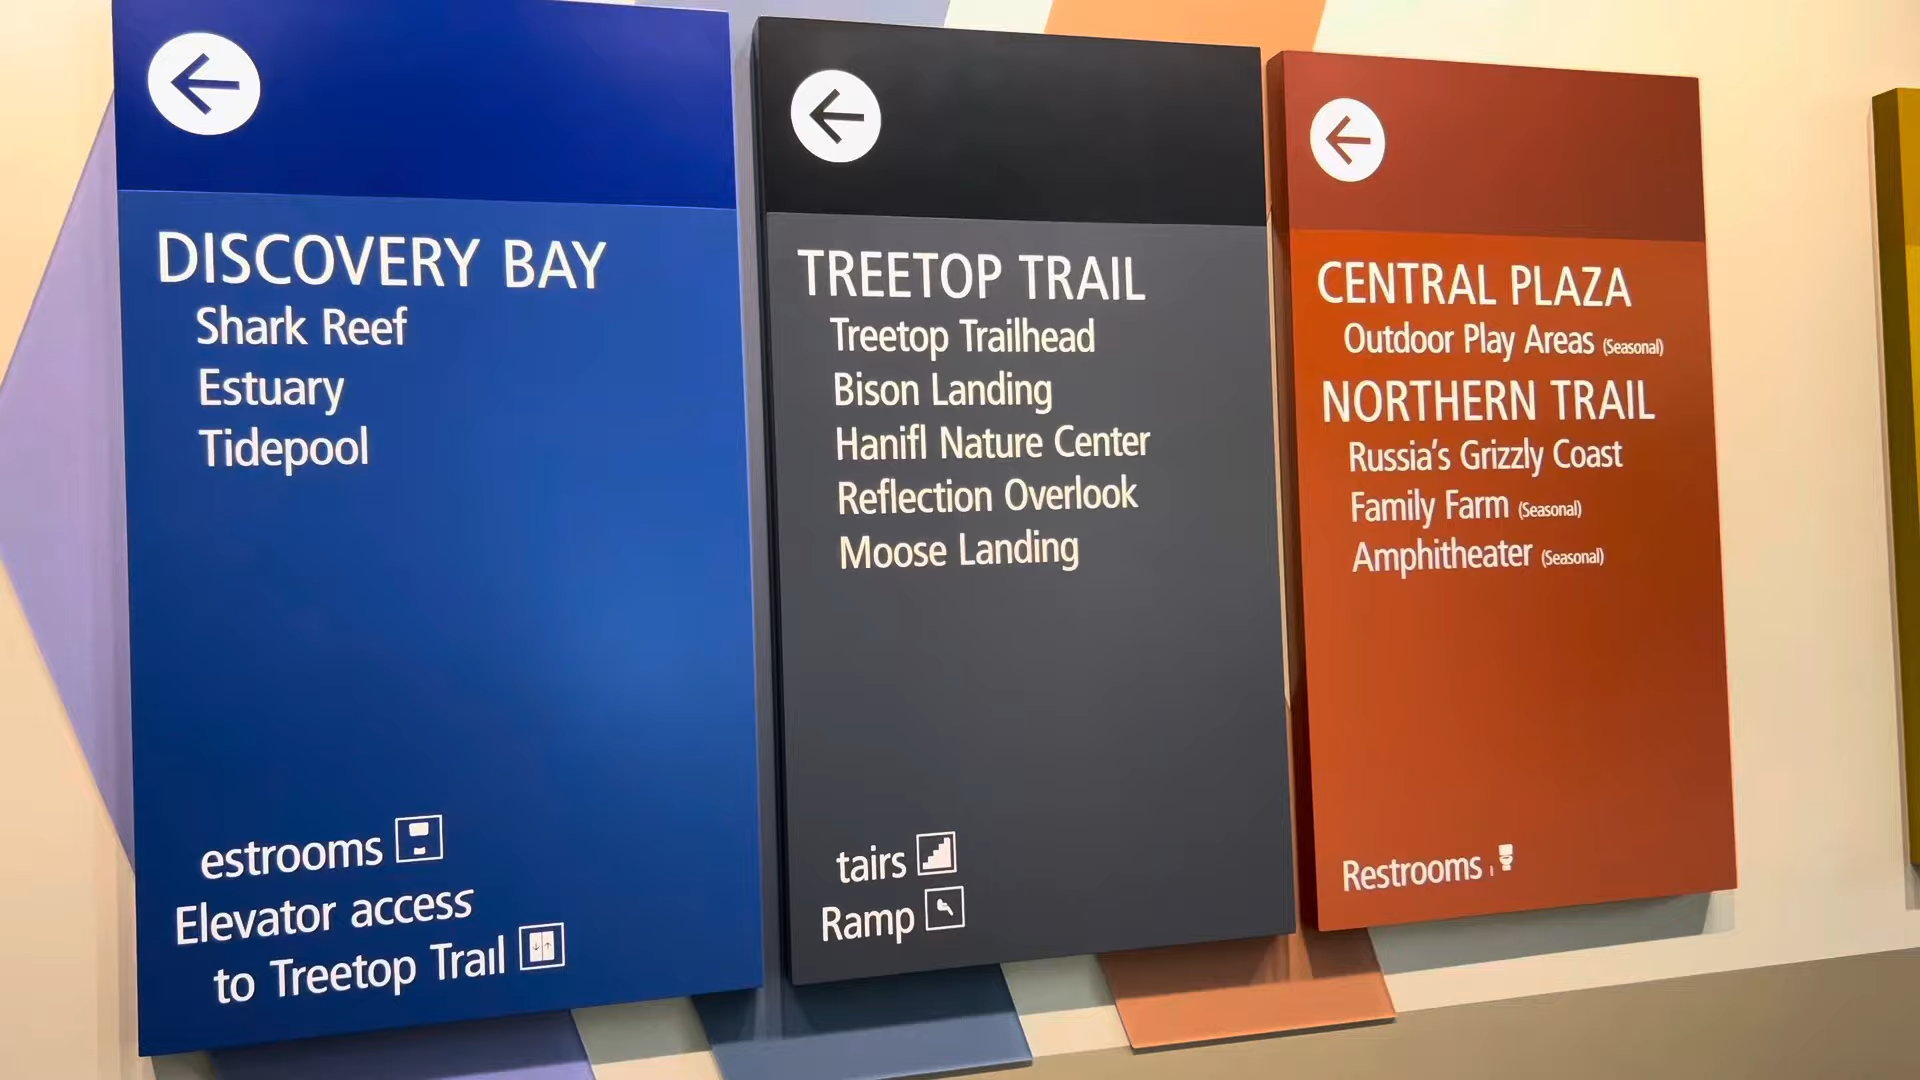 DISCOVERY BAY
Shark Reef
Estuary
Tidepool
estrooms
Elevator access
to Treetop Trail
TREETOP TRAIL
Treetop Trailhead
Bison Landing
Hanifl Nature Center
Reflection Overlook
Moose Landing
tairs
Ramp
CENTRAL PLAZA
Outdoor Play Areas (Seasonal)
NORTHERN TRAIL
Russia's Grizzly Coast
Family Farm (Seasonal)
Amphitheater (Seasonal)
Restrooms